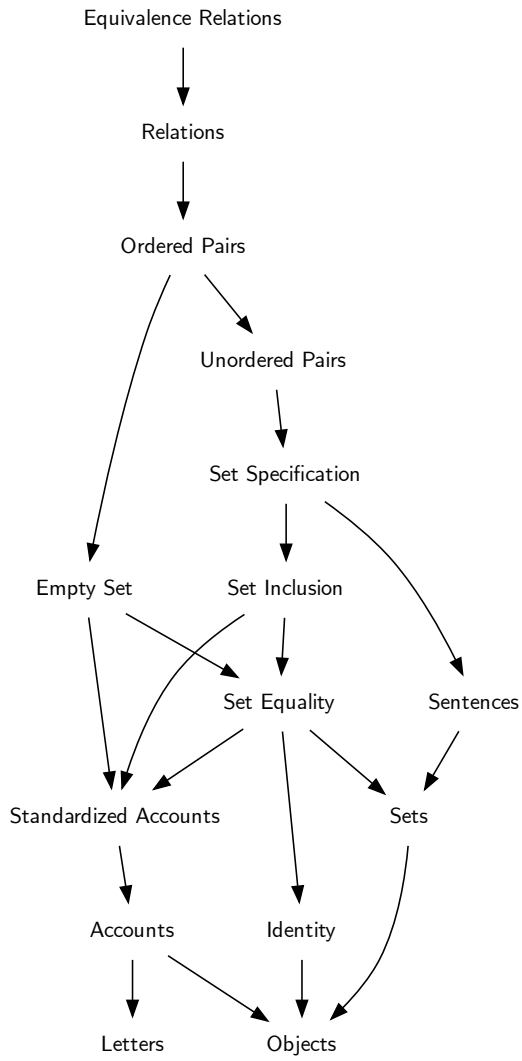 Equivalence Relations
Relations
Ordered Pairs
Unordered Pairs
Set Specification
Empty Set
Set Inclusion
Set Equality
Sentences
Standardized Accounts
Sets
Accounts
Identity
Letters
Objects